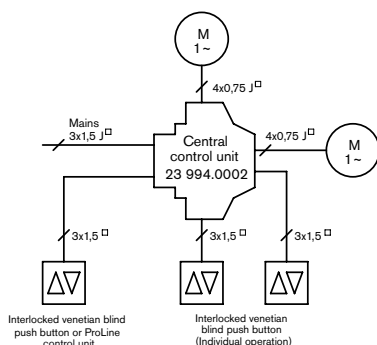 M
1~
4x0,75 J□
Mains
3x1,5 J□
Central
control unit
23 994.0002
4x0,75 J□
M
1~
3x1,5 □
3x1,5 □
3x1,5 □
Interlocked venetian blind
push button or ProLine
control unit
Interlocked venetian
blind push button
(Individual operation)